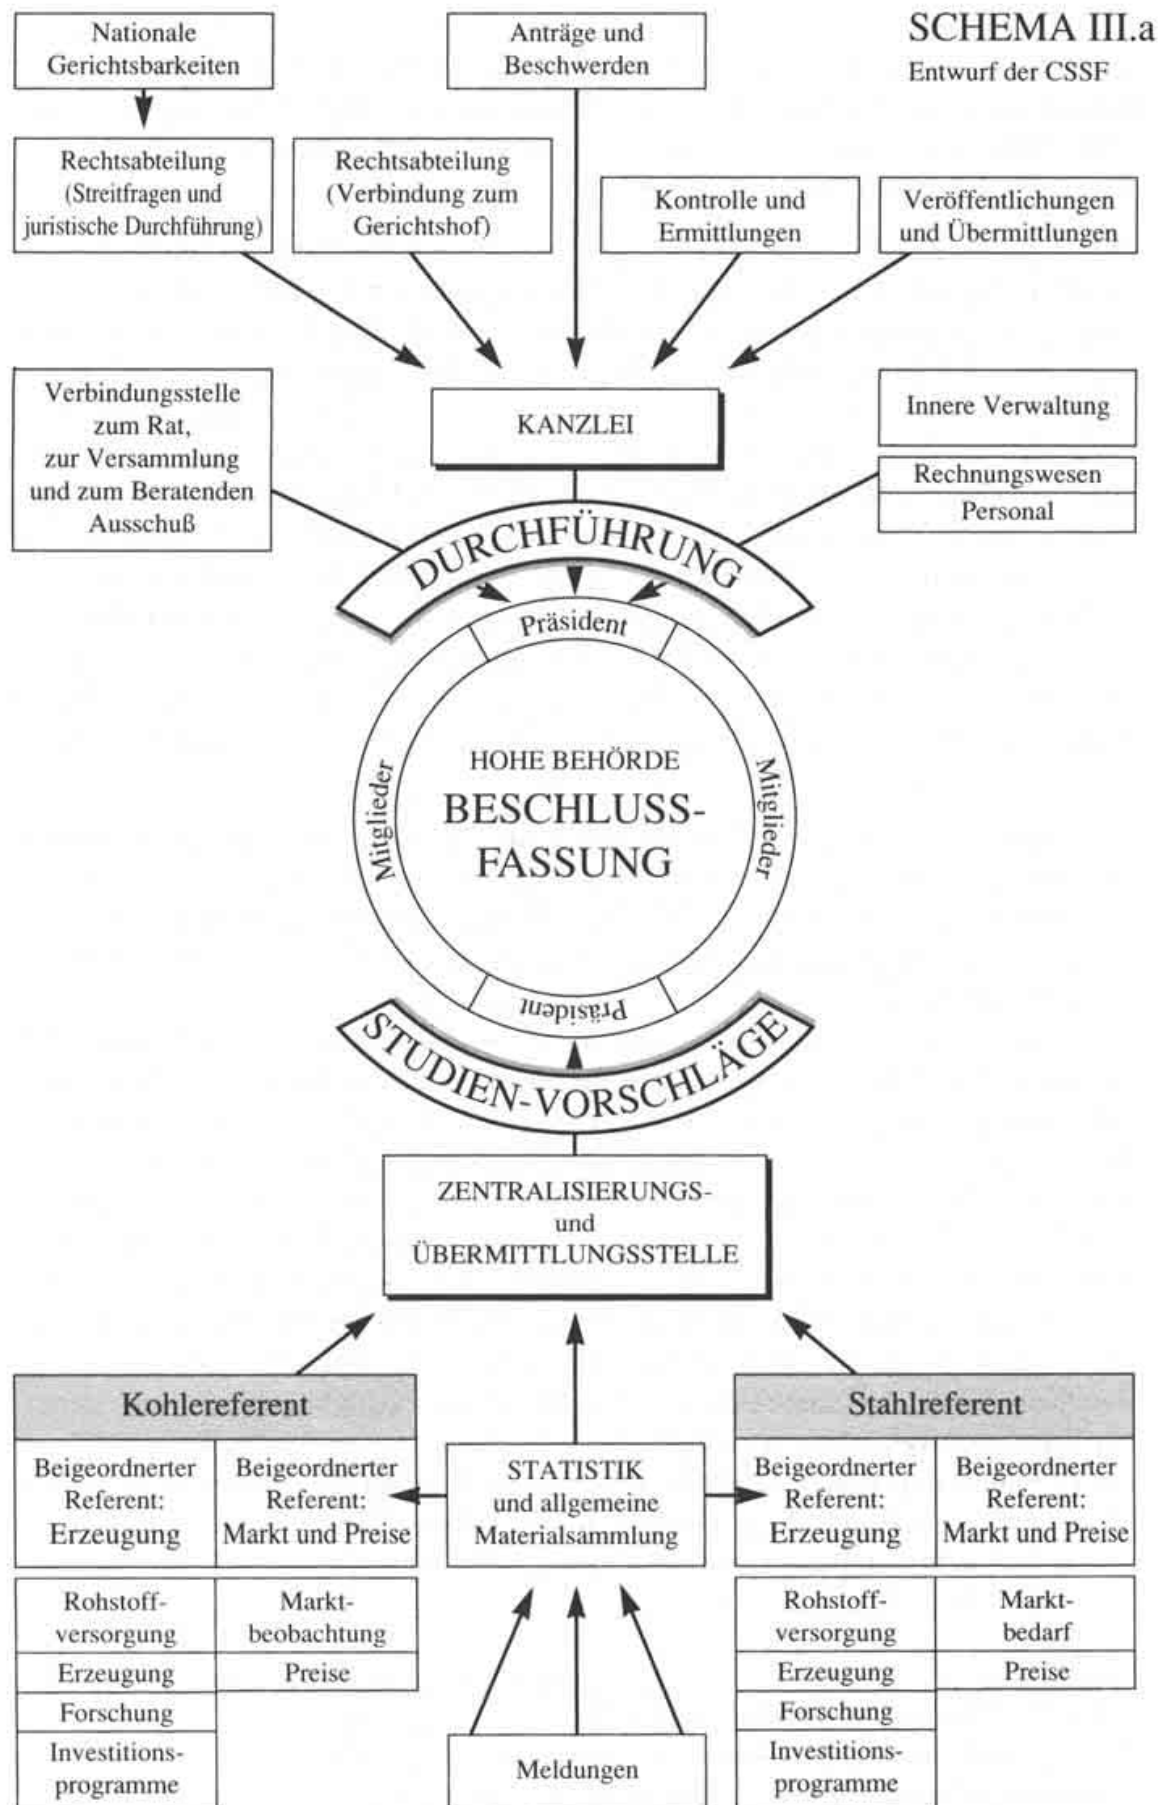 SCHEMA III.a
Entwurf der CSSF
Nationale
Gerichtsbarkeiten
Anträge und
Beschwerden
Rechtsabteilung
(Streitfragen und
juristische Durchführung)
Rechtsabteilung
(Verbindung zum
Gerichtshof)
Kontrolle und
Ermittlungen
Veröffentlichungen
und Übermittlungen
Verbindungsstelle
zum Rat,
zur Versammlung
und zum Beratenden
Ausschuß
KANZLEI
Innere Verwaltung
Rechnungswesen
Personal
DURCHFÜHRUNG
Präsident
Mitglieder
HOHE BEHÖRDE
BESCHLUSS-
FASSUNG
Mitglieder
Präsident
STUDIEN-VORSCHLÄGE
ZENTRALISIERUNGS-
und
ÜBERMITTLUNGSSTELLE
Kohlereferent
Beigeordnerter
Referent:
Erzeugung
Beigeordnerter
Referent:
Markt und Preise
Rohstoff-
versorgung
Erzeugung
Forschung
Investitions-
programme
Markt-
beobachtung
Preise
STATISTIK
und allgemeine
Materialsammlung
Meldungen
Stahlreferent
Beigeordnerter
Referent:
Erzeugung
Beigeordnerter
Referent:
Markt und Preise
Rohstoff-
versorgung
Erzeugung
Forschung
Investitions-
programme
Markt-
bedarf
Preise